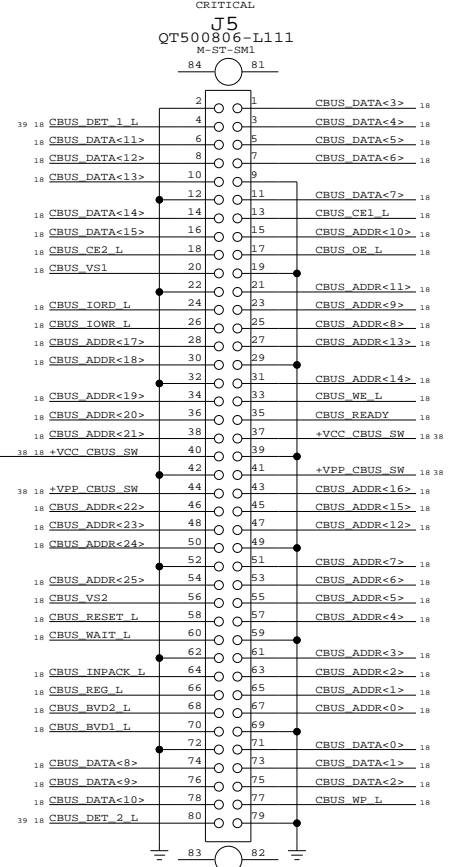 CRITICAL
J5
QT500806-L111
M-ST-SM1
84 81
2 1 CBUS_DATA<3> 18
39 18 CBUS_DET_1_L 4 3 CBUS_DATA<4> 18
18 CBUS_DATA<11> 6 5 CBUS_DATA<5> 18
18 CBUS_DATA<12> 8 7 CBUS_DATA<6> 18
18 CBUS_DATA<13> 10 9
12 11 CBUS_DATA<7> 18
18 CBUS_DATA<14> 14 13 CBUS_CE1_L 18
18 CBUS_DATA<15> 16 15 CBUS_ADDR<10> 18
18 CBUS_CE2_L 18 17 CBUS_OE_L 18
18 CBUS_VS1 20 19
22 21 CBUS_ADDR<11> 18
18 CBUS_IORD_L 24 23 CBUS_ADDR<9> 18
18 CBUS_IOWR_L 26 25 CBUS_ADDR<8> 18
18 CBUS_ADDR<17> 28 27 CBUS_ADDR<13> 18
18 CBUS_ADDR<18> 30 29
32 31 CBUS_ADDR<14> 18
18 CBUS_ADDR<19> 34 33 CBUS_WE_L 18
18 CBUS_ADDR<20> 36 35 CBUS_READY 18
18 CBUS_ADDR<21> 38 37 +VCC_CBUS_SW 18 38
38 18 +VCC_CBUS_SW 40 39
42 41 +VPP_CBUS_SW 18 38
38 18 +VPP_CBUS_SW 44 43 CBUS_ADDR<16> 18
18 CBUS_ADDR<22> 46 45 CBUS_ADDR<15> 18
18 CBUS_ADDR<23> 48 47 CBUS_ADDR<12> 18
18 CBUS_ADDR<24> 50 49
52 51 CBUS_ADDR<7> 18
18 CBUS_ADDR<25> 54 53 CBUS_ADDR<6> 18
18 CBUS_VS2 56 55 CBUS_ADDR<5> 18
18 CBUS_RESET_L 58 57 CBUS_ADDR<4> 18
18 CBUS_WAIT_L 60 59
62 61 CBUS_ADDR<3> 18
18 CBUS_INPACK_L 64 63 CBUS_ADDR<2> 18
18 CBUS_REG_L 66 65 CBUS_ADDR<1> 18
18 CBUS_BVD2_L 68 67 CBUS_ADDR<0> 18
18 CBUS_BVD1_L 70 69
72 71 CBUS_DATA<0> 18
18 CBUS_DATA<8> 74 73 CBUS_DATA<1> 18
18 CBUS_DATA<9> 76 75 CBUS_DATA<2> 18
18 CBUS_DATA<10> 78 77 CBUS_WP_L 18
39 18 CBUS_DET_2_L 80 79
83 82